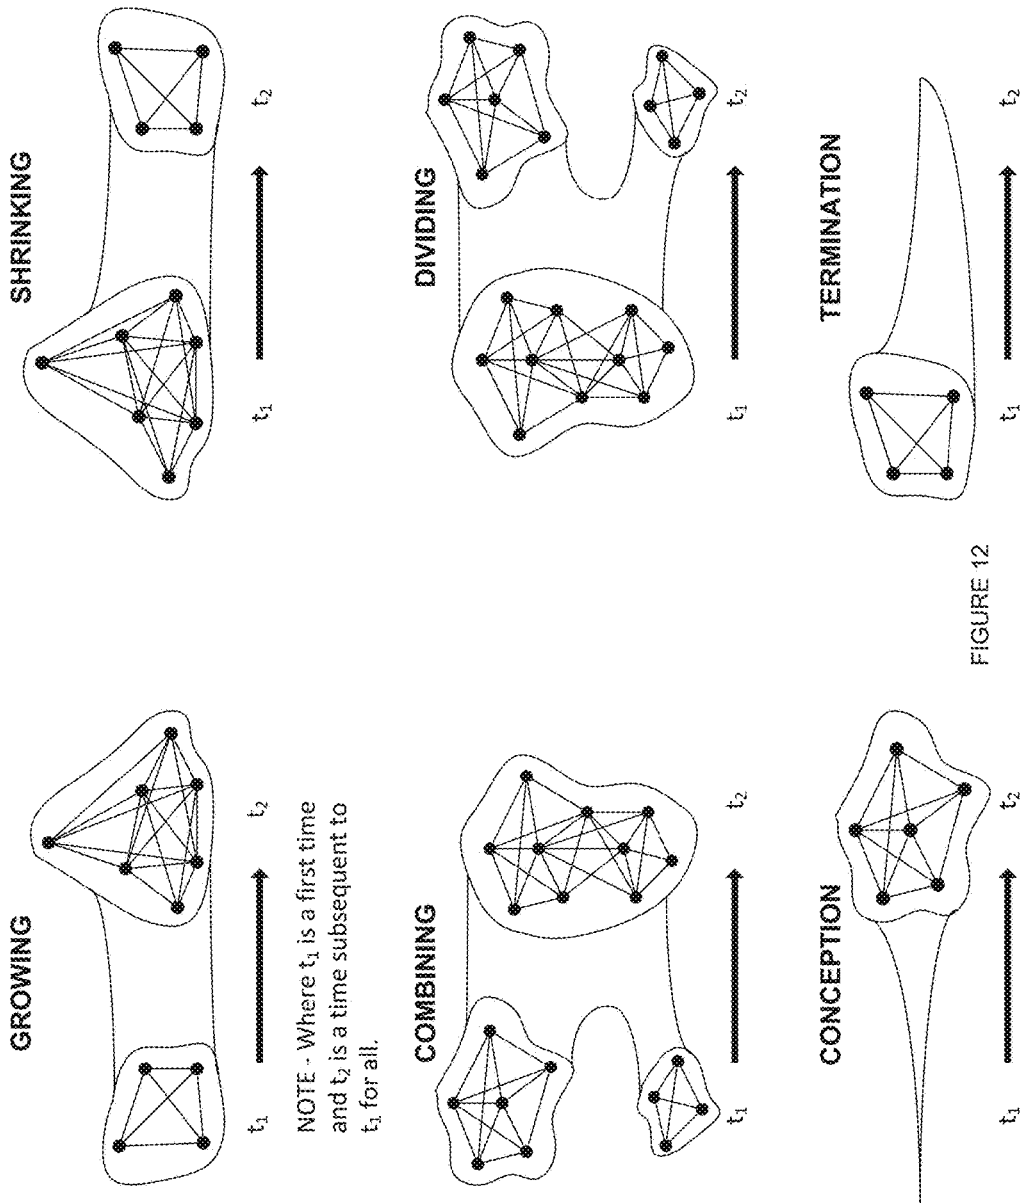 GROWING
t₁
t₂
NOTE - Where t₁ is a first time
and t₂ is a time subsequent to
t₁ for all.
SHRINKING
t₁
t₂
COMBINING
t₁
t₂
DIVIDING
t₁
t₂
CONCEPTION
t₁
t₂
TERMINATION
t₁
t₂
FIGURE 12